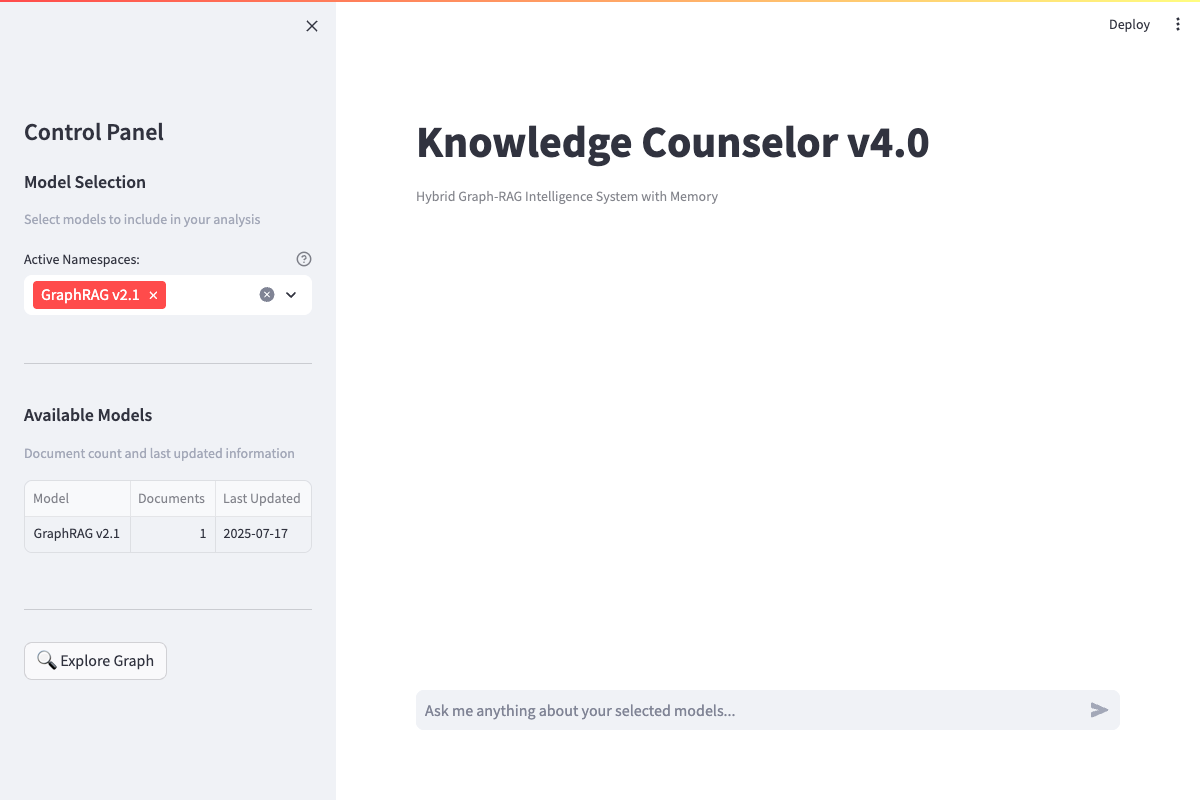 Deploy
Control Panel
Model Selection
Select models to include in your analysis
Active Namespaces:
GraphRAG v2.1
Available Models
Document count and last updated information
Model Documents Last Updated
GraphRAG v2.1 1 2025-07-17
Explore Graph
Knowledge Counselor v4.0
Hybrid Graph-RAG Intelligence System with Memory
Ask me anything about your selected models...